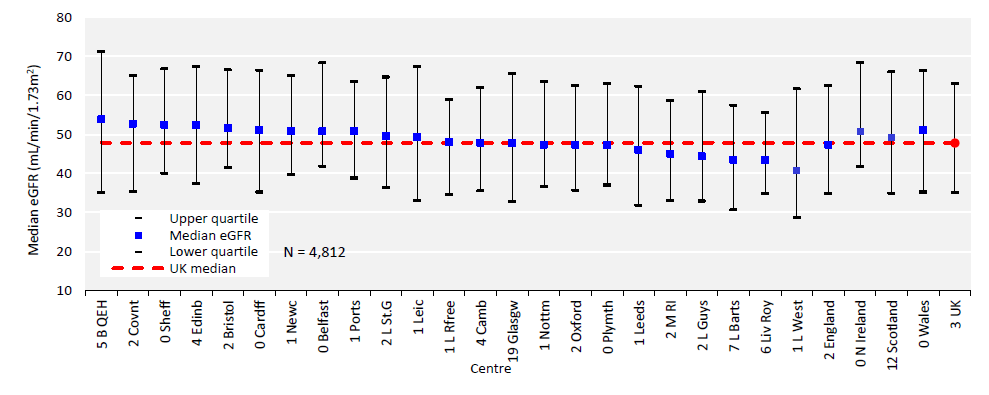 80
70
60
50
40
30
20
10
Median eGFR (mL/min/1.73m²)
Upper quartile
Median eGFR
Lower quartile
UK median
N = 4,812
5 B QEH
2 Covnt
0 Sheff
4 Edinb
2 Bristol
0 Cardff
1 Newc
0 Belfast
1 Ports
2 L St.G
1 Leic
1 L Rfree
4 Camb
19 Glasgw
1 Nottm
2 Oxford
0 Plymth
1 Leeds
2 M RI
2 L Guys
7 L Barts
6 Liv Roy
1 L West
2 England
0 N Ireland
12 Scotland
0 Wales
3 UK
Centre